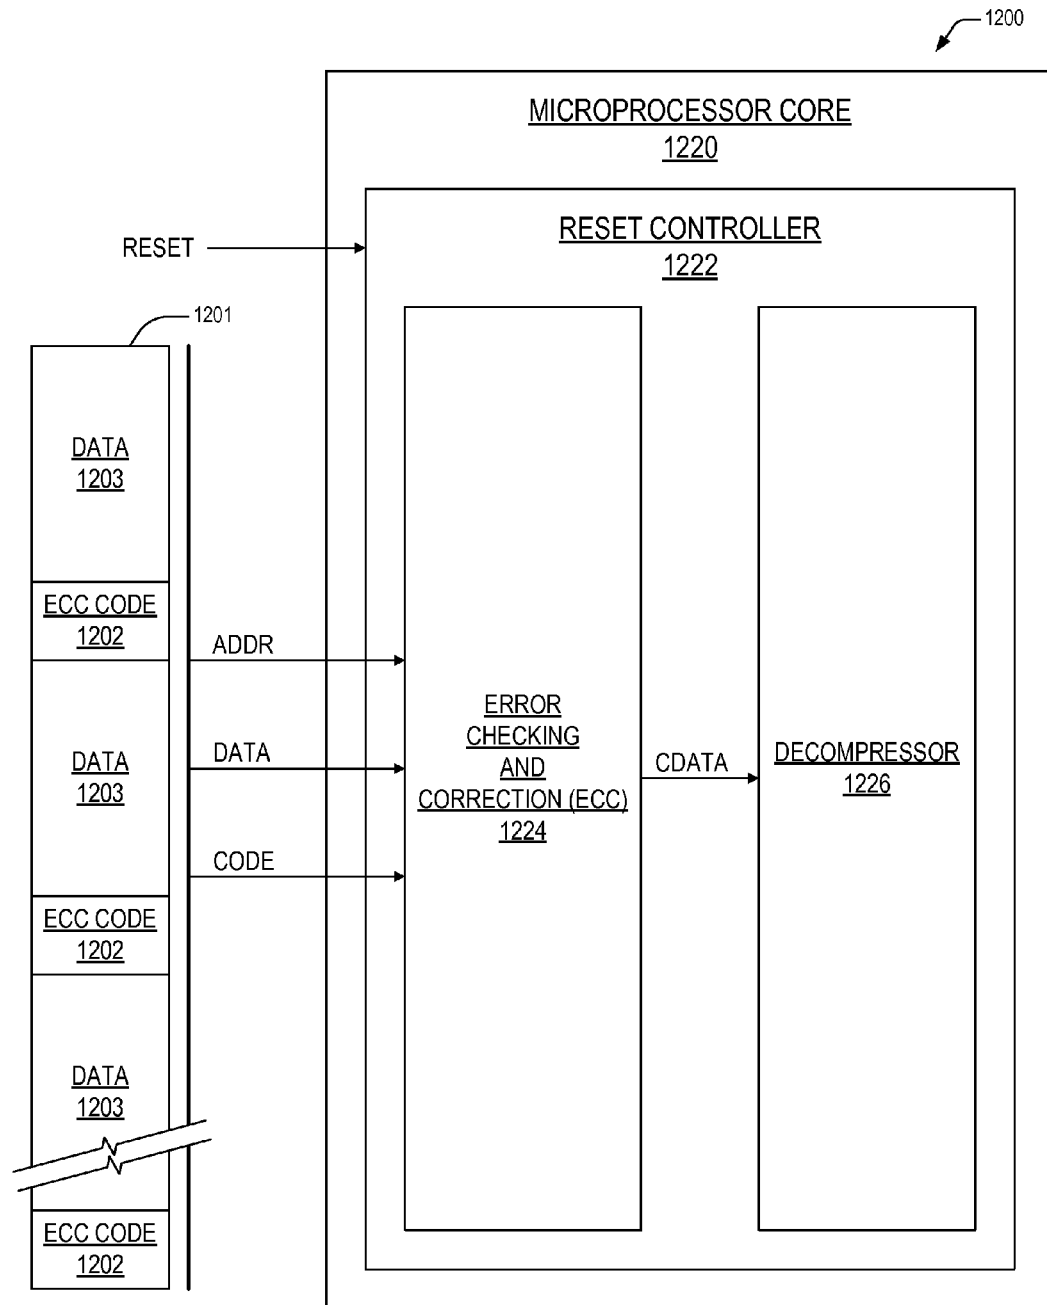 1200
MICROPROCESSOR CORE
1220
RESET CONTROLLER
1222
RESET
1201
DATA
1203
ECC CODE
1202
DATA
1203
ECC CODE
1202
DATA
1203
ECC CODE
1202
ADDR
DATA
CODE
ERROR
CHECKING
AND
CORRECTION (ECC)
1224
CDATA
DECOMPRESSOR
1226